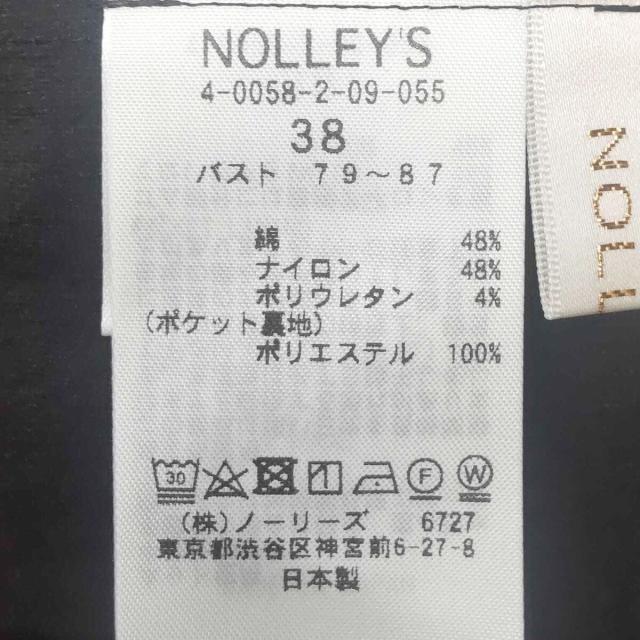 NOLLEY'S
4-0058-2-09-055
38
バスト 79~87
綿 48%
ナイロン 48%
ポリウレタン 4%
(ポケット裏地)
ポリエステル 100%
30
F W
(株)ノーリーズ 6727
東京都渋谷区神宮前6-27-8
日本製
NOLL